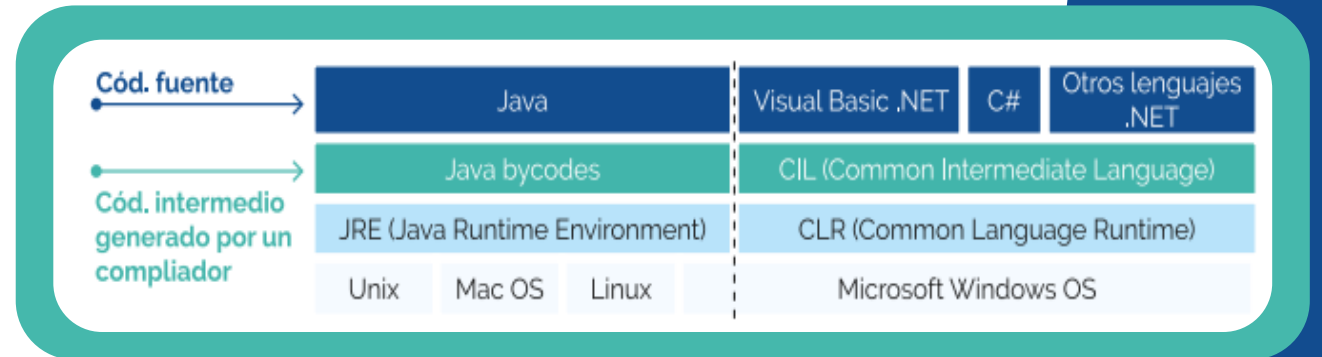 Cód. fuente
Java
Visual Basic .NET
C#
Otros lenguajes
.NET
Java bycodes
CIL (Common Intermediate Language)
Cód. intermedio
generado por un
compliador
JRE (Java Runtime Environment)
CLR (Common Language Runtime)
Unix
Mac OS
Linux
Microsoft Windows OS